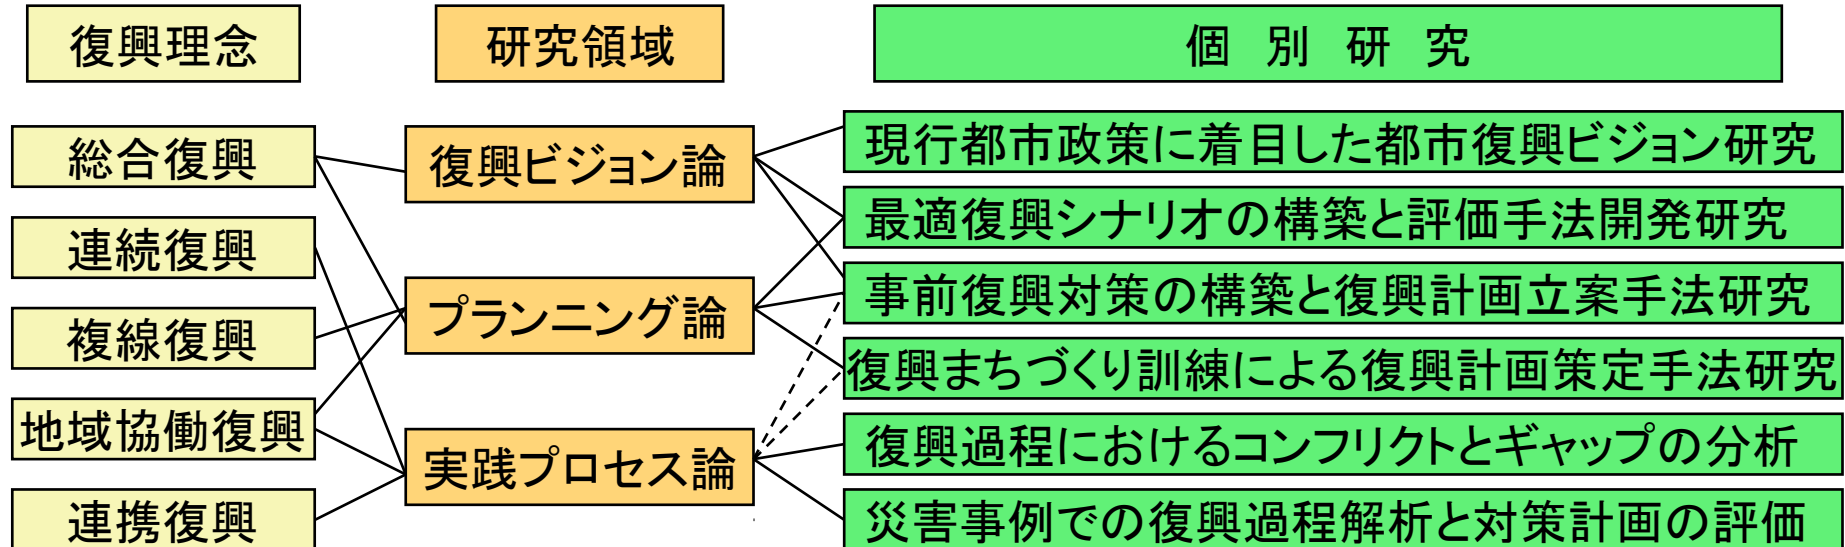 復興理念
研究領域
個別研究
総合復興
連続復興
複線復興
地域協働復興
連携復興
復興ビジョン論
プランニング論
実践プロセス論
現行都市政策に着目した都市復興ビジョン研究
最適復興シナリオの構築と評価手法開発研究
事前復興対策の構築と復興計画立案手法研究
復興まちづくり訓練による復興計画策定手法研究
復興過程におけるコンフリクトとギャップの分析
災害事例での復興過程解析と対策計画の評価